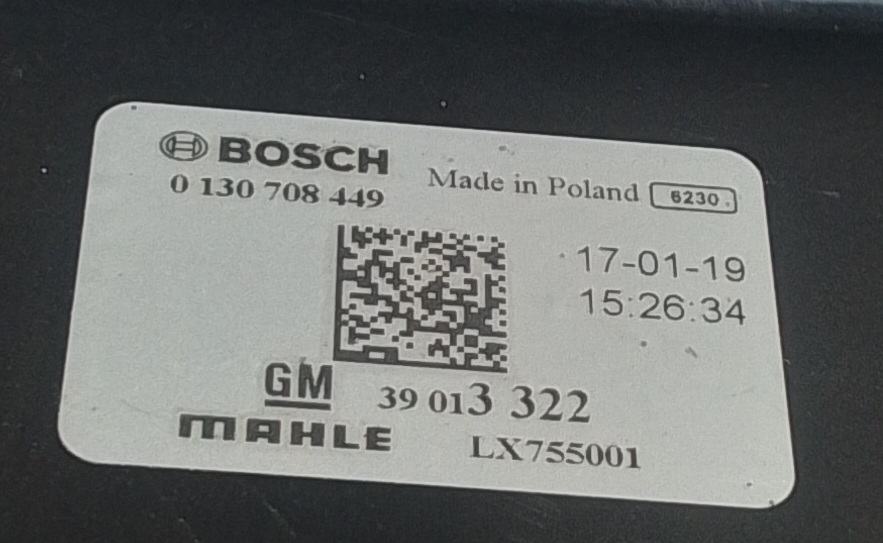 BOSCH
0 130 708 449
Made in Poland 6230.
17-01-19
15:26:34
GM
39 013 322
MAHLE
LX755001